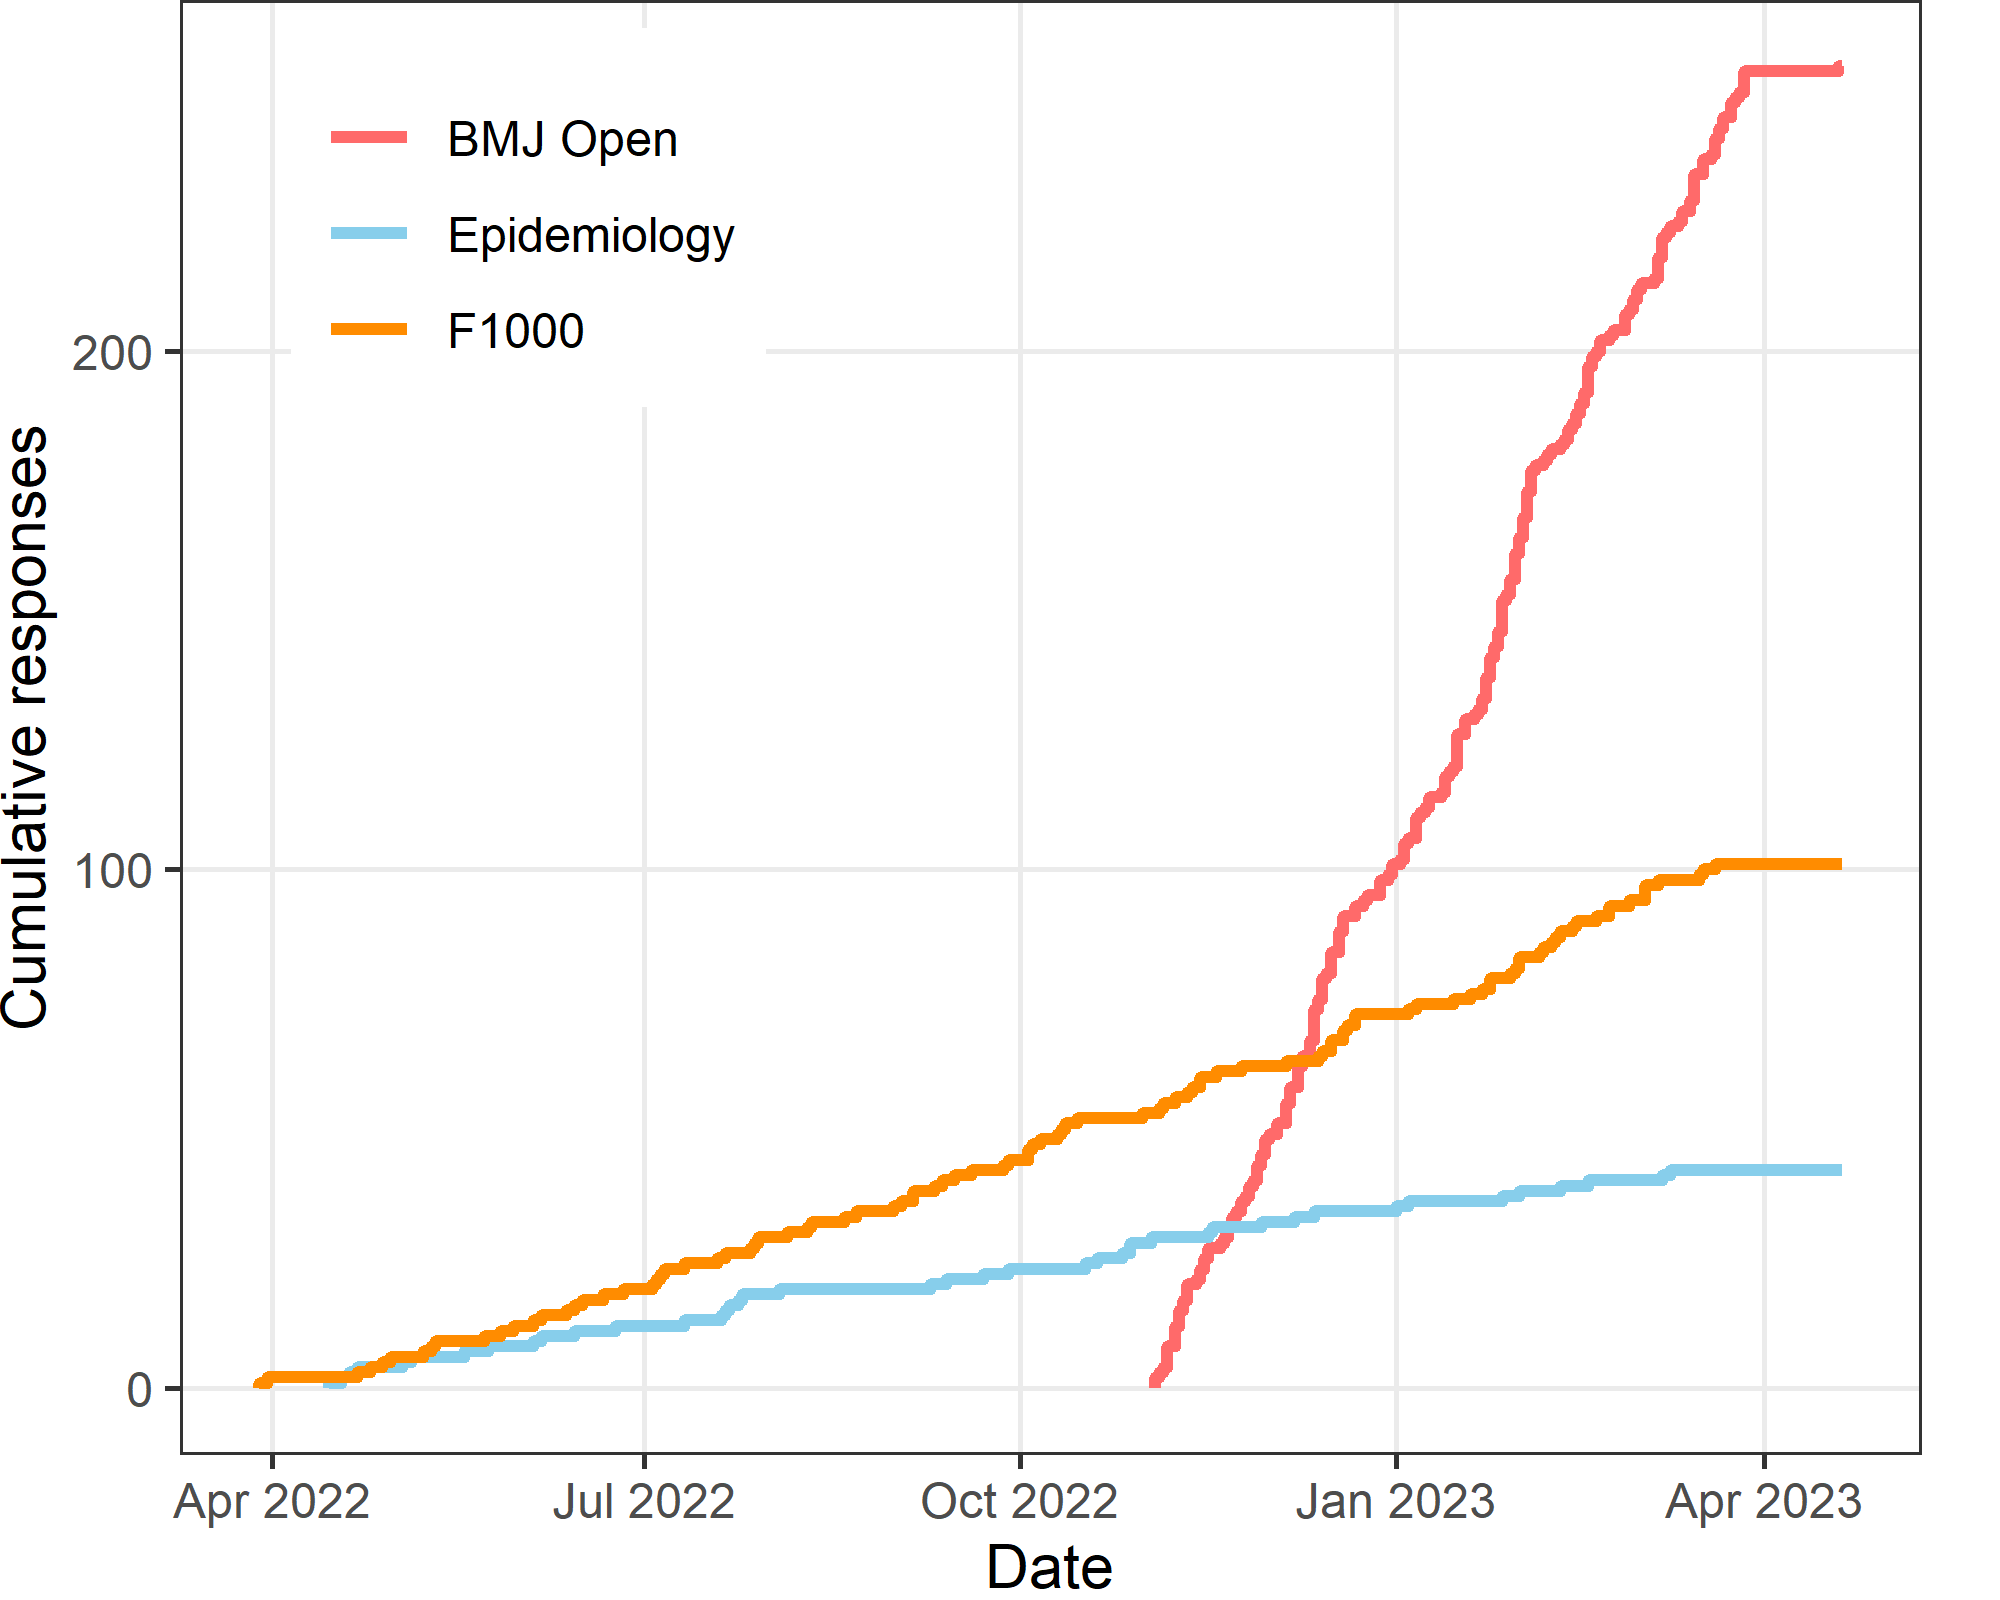 BMJ Open
Epidemiology
F1000
200
100
0
Cumulative responses
Apr 2022
Jul 2022
Oct 2022
Jan 2023
Apr 2023
Date